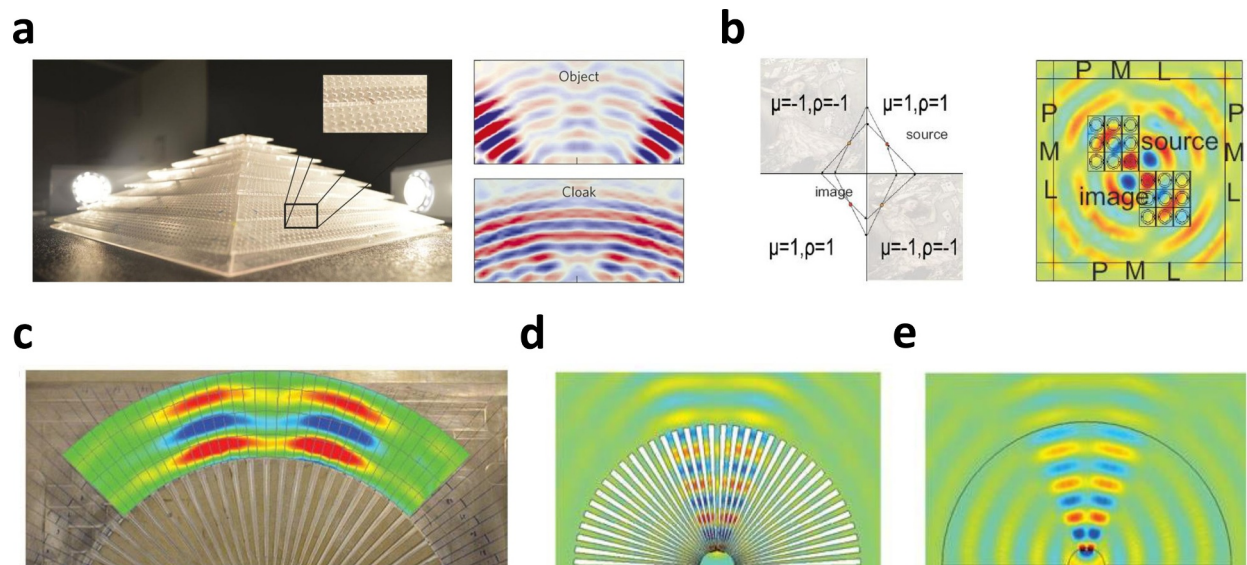 a
Object
Cloak
b
μ=-1,ρ=-1
μ=1,ρ=1
source
image
μ=1,ρ=1
μ=-1,ρ=-1
P M L
P
M
L
P
M
L
source
image
P M L
c
d
e